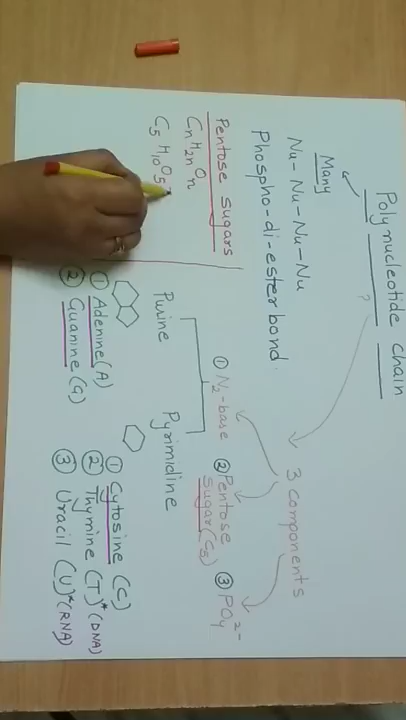 Polynucleotide chain
?
Many
Nu-Nu-Nu-Nu
Phospho-di-ester bond.
3 components
① N2-base ② Pentose Sugar (C5) ③ PO4 2-
Purine Pyrimidine
① Adenine (A)
② Guanine (G)
① Cytosine (C)
② Thymine (T)* (DNA)
③ Uracil (U)* (RNA)
Pentose Sugars
CnH2nOn
C5H10O5